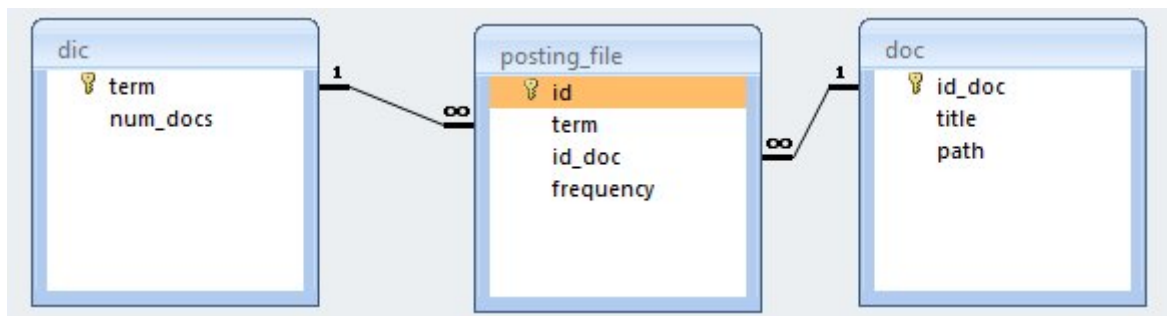 dic
term
num_docs
1
∞
posting_file
id
term
id_doc
frequency
∞
1
doc
id_doc
title
path